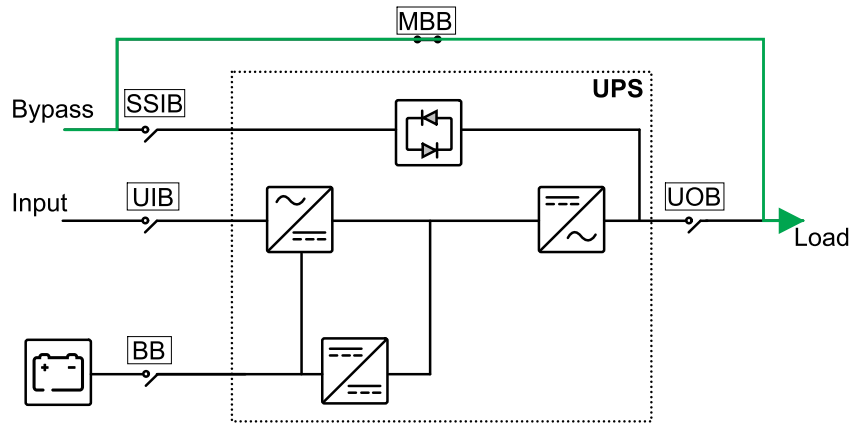 MBB
UPS
Bypass
SSIB
Input
UIB
UOB
Load
BB